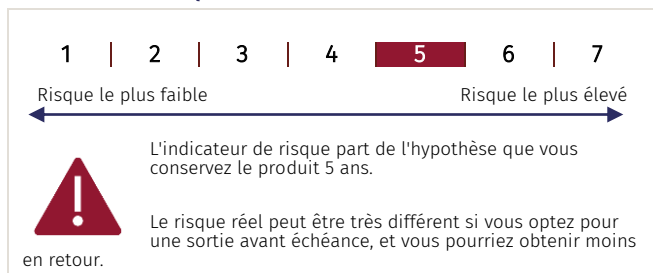 1 | 2 | 3 | 4 | 5 | 6 | 7
Risque le plus faible Risque le plus élevé
L'indicateur de risque part de l'hypothèse que vous
conservez le produit 5 ans.
Le risque réel peut être très différent si vous optez pour
une sortie avant échéance, et vous pourriez obtenir moins
en retour.